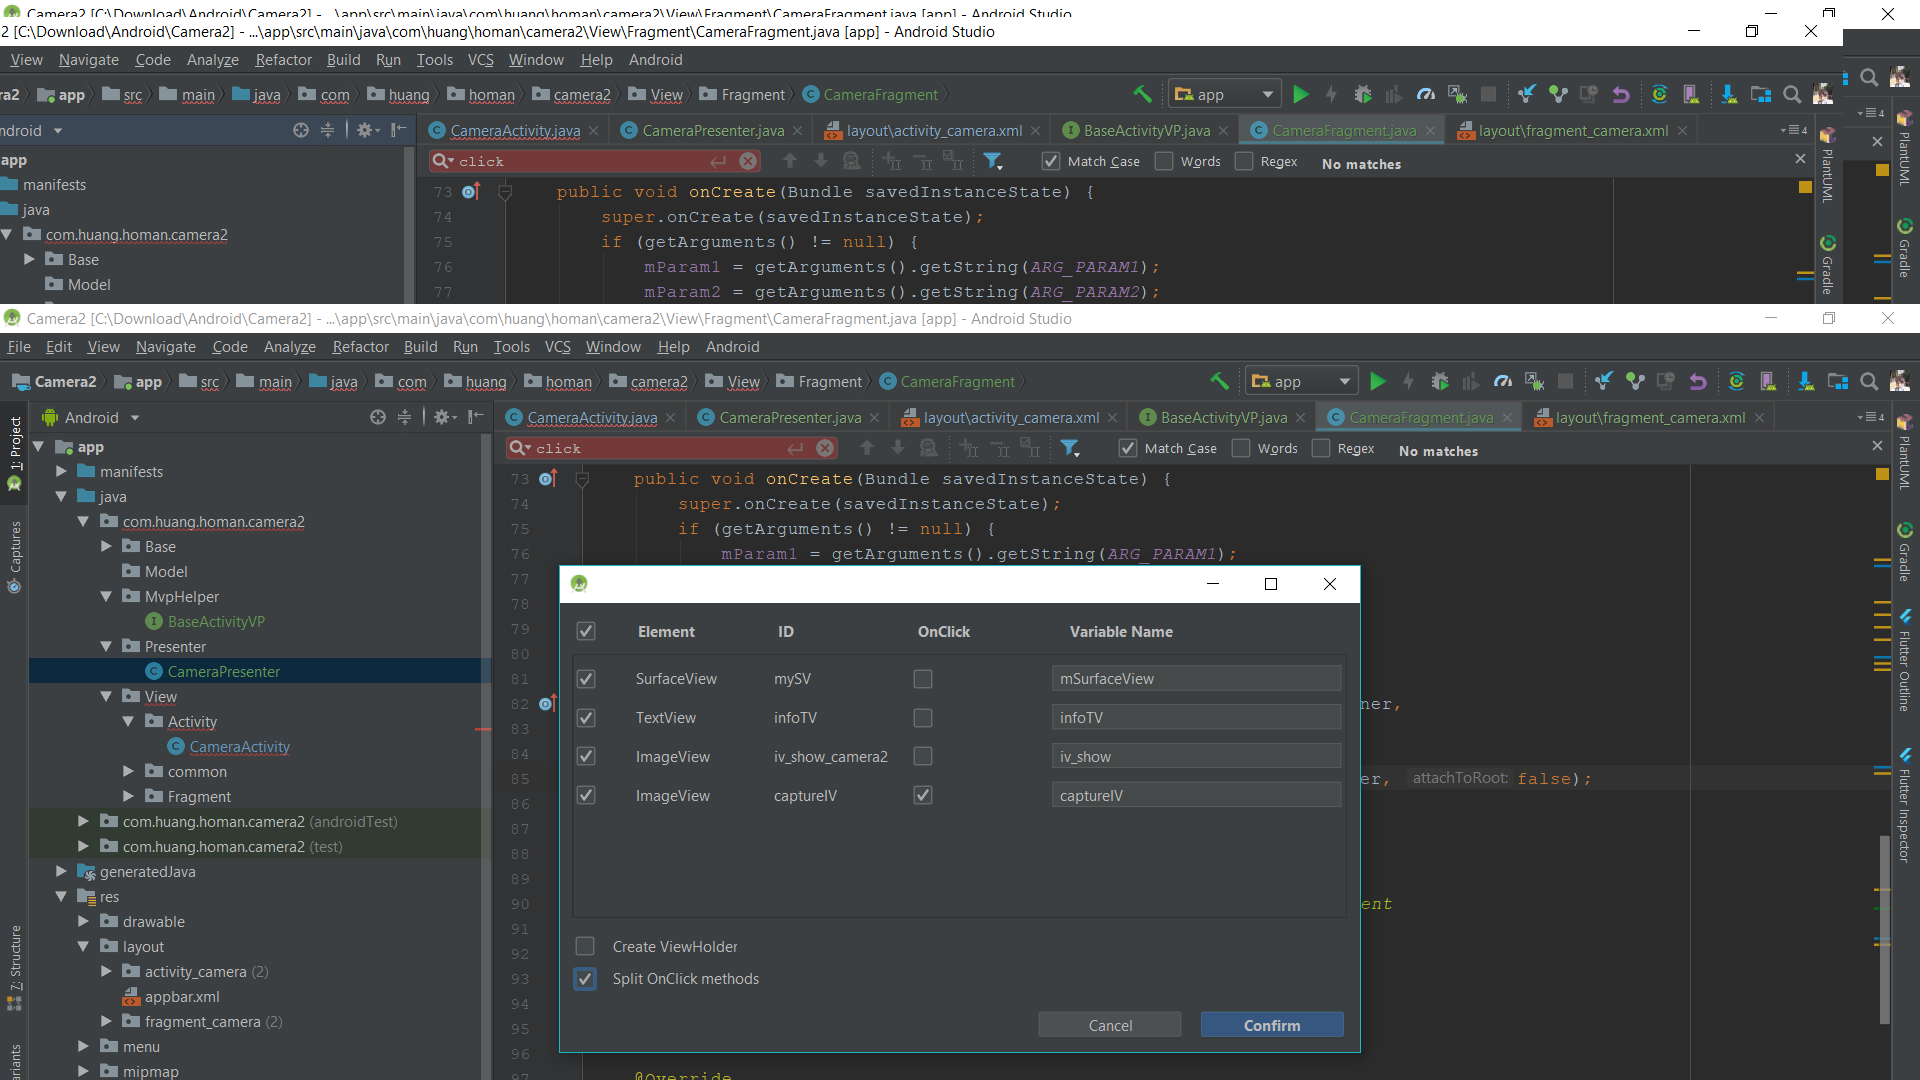 Camera2 [C:\Download\Android\Camera2] - ...\app\src\main\java\com\huang\homan\camera2\View\Fragment\CameraFragment.java [app] - Android Studio
2 [C:\Download\Android\Camera2] - ...\app\src\main\java\com\huang\homan\camera2\View\Fragment\CameraFragment.java [app] - Android Studio
View Navigate Code Analyze Refactor Build Run Tools VCS Window Help Android
ra2 app src main java com huang homan camera2 View Fragment CameraFragment app
ndroid CameraActivity.java CameraPresenter.java layout\activity_camera.xml BaseActivityVP.java CameraFragment.java layout\fragment_camera.xml 4
4
click Match Case Words Regex No matches
app
manifests
java
com.huang.homan.camera2
Base
Model
73 public void onCreate(Bundle savedInstanceState) {
74 super.onCreate(savedInstanceState);
75 if (getArguments() != null) {
76 mParam1 = getArguments().getString(ARG_PARAM1);
77 mParam2 = getArguments().getString(ARG_PARAM2);
PlantUML
Gradle
PlantUML
Gradle
Camera2 [C:\Download\Android\Camera2] - ...\app\src\main\java\com\huang\homan\camera2\View\Fragment\CameraFragment.java [app] - Android Studio
File Edit View Navigate Code Analyze Refactor Build Run Tools VCS Window Help Android
Camera2 app src main java com huang homan camera2 View Fragment CameraFragment app
Android CameraActivity.java CameraPresenter.java layout\activity_camera.xml BaseActivityVP.java CameraFragment.java layout\fragment_camera.xml 4
click Match Case Words Regex No matches
1: Project
Captures
7: Structure
ariants
app
manifests
java
com.huang.homan.camera2
Base
Model
MvpHelper
BaseActivityVP
Presenter
CameraPresenter
View
Activity
CameraActivity
common
Fragment
com.huang.homan.camera2 (androidTest)
com.huang.homan.camera2 (test)
generatedJava
res
drawable
layout
activity_camera (2)
appbar.xml
fragment_camera (2)
menu
mipmap
73 public void onCreate(Bundle savedInstanceState) {
74 super.onCreate(savedInstanceState);
75 if (getArguments() != null) {
76 mParam1 = getArguments().getString(ARG_PARAM1);
77
78
79
80
81
82 ner,
83
84
85 er, attachToRoot: false);
86
87
88
89
90 ent
91
92
93
94
95
96
97 @Override
Element ID OnClick Variable Name
SurfaceView mySV mSurfaceView
TextView infoTV infoTV
ImageView iv_show_camera2 iv_show
ImageView captureIV captureIV
Create ViewHolder
Split OnClick methods
Cancel Confirm
PlantUML
Gradle
Flutter Outline
Flutter Inspector